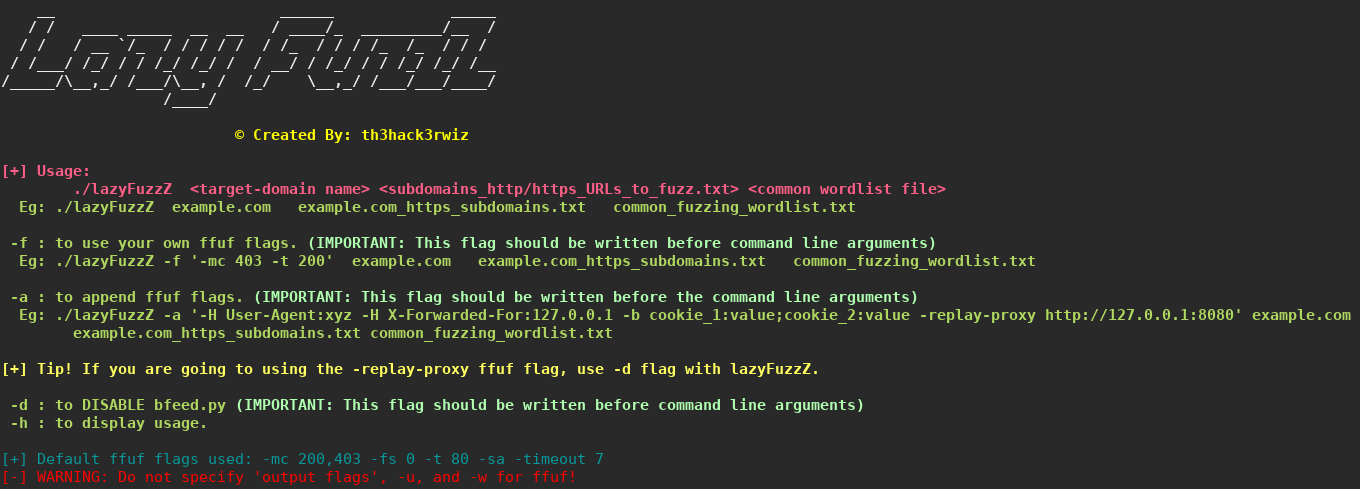 Lazy FuzZ
© Created By: th3hack3rwiz
[+] Usage:
./lazyFuzzZ <target-domain name> <subdomains_http/https_URLs_to_fuzz.txt> <common wordlist file>
Eg: ./lazyFuzzZ example.com example.com_https_subdomains.txt common_fuzzing_wordlist.txt
-f : to use your own ffuf flags. (IMPORTANT: This flag should be written before command line arguments)
Eg: ./lazyFuzzZ -f '-mc 403 -t 200' example.com example.com_https_subdomains.txt common_fuzzing_wordlist.txt
-a : to append ffuf flags. (IMPORTANT: This flag should be written before the command line arguments)
Eg: ./lazyFuzzZ -a '-H User-Agent:xyz -H X-Forwarded-For:127.0.0.1 -b cookie_1:value;cookie_2:value -replay-proxy http://127.0.0.1:8080' example.com
example.com_https_subdomains.txt common_fuzzing_wordlist.txt
[+] Tip! If you are going to using the -replay-proxy ffuf flag, use -d flag with lazyFuzzZ.
-d : to DISABLE bfeed.py (IMPORTANT: This flag should be written before command line arguments)
-h : to display usage.
[+] Default ffuf flags used: -mc 200,403 -fs 0 -t 80 -sa -timeout 7
[-] WARNING: Do not specify 'output flags', -u, and -w for ffuf!